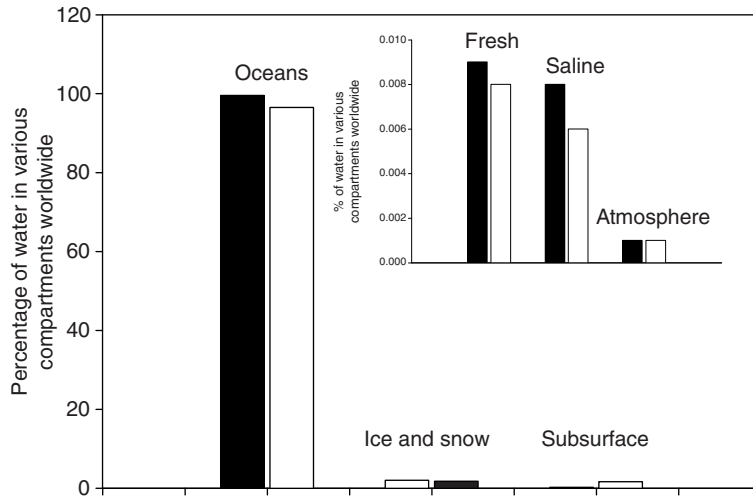 120
100
80
60
40
20
0
Percentage of water in various
compartments worldwide
Oceans
Ice and snow
Subsurface
0.010
0.008
0.006
0.004
0.002
0.000
% of water in various
compartments worldwide
Fresh
Saline
Atmosphere